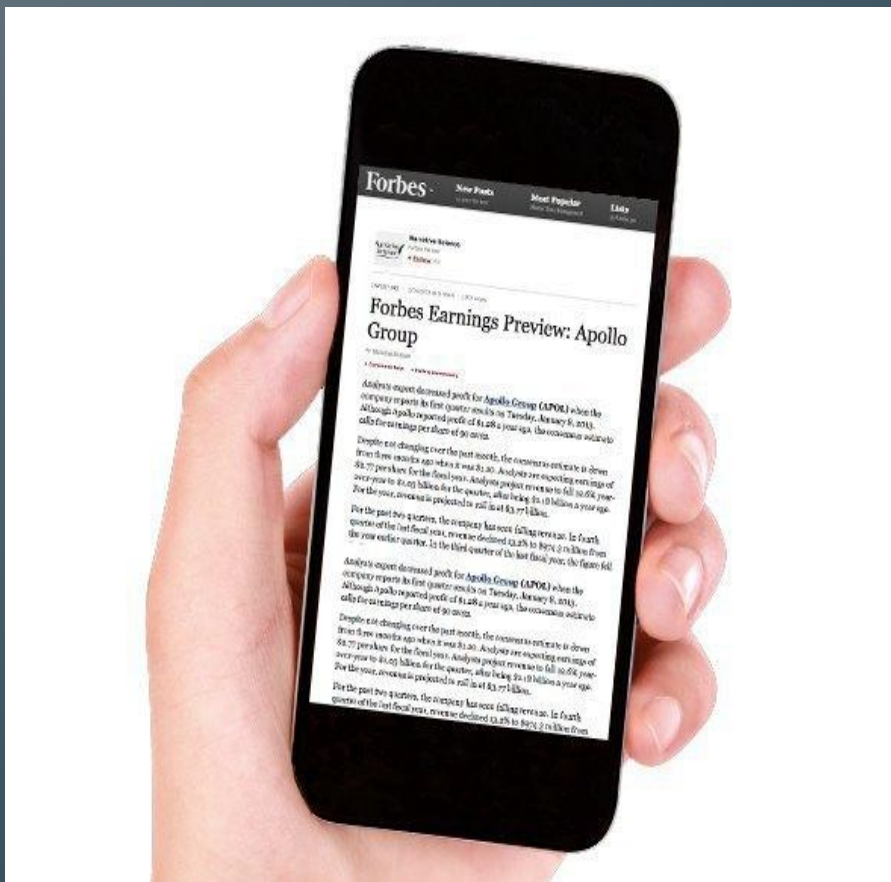 Forbes
New Posts
Most Popular
Lists
Narrative Science
+ Follow
Forbes Earnings Preview: Apollo
Group
Analysts expect decreased profit for Apollo Group (APOL) when the
company reports its first quarter results on Tuesday, January 8, 2013.
Although Apollo reported profit of $1.28 a year ago, the consensus estimate
calls for earnings per share of 90 cents.
Despite not changing over the past month, the consensus estimate is down
from three months ago when it was $1.20. Analysts are expecting earnings of
$2.77 per share for the fiscal year. Analysts project revenue to fall 10.6% year-
over-year to $1.05 billion for the quarter, after being $1.18 billion a year ago.
For the year, revenue is projected to roll in at $3.77 billion.
For the past two quarters, the company has seen falling revenue. In fourth
quarter of the last fiscal year, revenue declined 13.2% to $974.2 million from
the year earlier quarter. In the third quarter of the last fiscal year, the figure fell
Analysts expect decreased profit for Apollo Group (APOL) when the
company reports its first quarter results on Tuesday, January 8, 2013.
Although Apollo reported profit of $1.28 a year ago, the consensus estimate
calls for earnings per share of 90 cents.
Despite not changing over the past month, the consensus estimate is down
from three months ago when it was $1.20. Analysts are expecting earnings of
$2.77 per share for the fiscal year. Analysts project revenue to fall 10.6% year-
over-year to $1.05 billion for the quarter, after being $1.18 billion a year ago.
For the year, revenue is projected to roll in at $3.77 billion.
For the past two quarters, the company has seen falling revenue. In fourth
quarter of the last fiscal year, revenue declined 13.2% to $974.2 million from